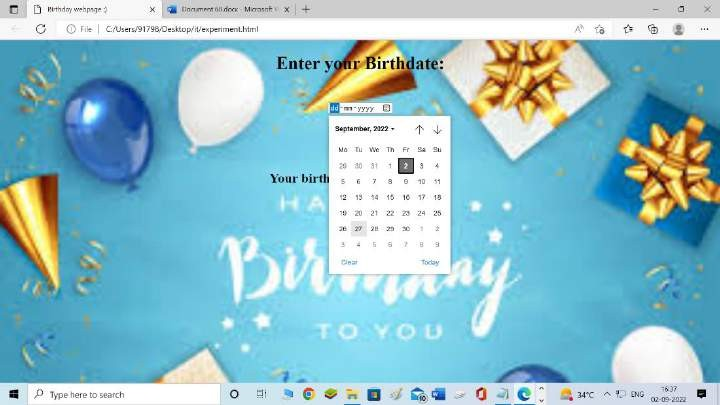 Birthday webpage :)
Document 60.docx - Microsoft W
File
C:/Users/91798/Desktop/it/experiment.html
Enter your Birthdate:
dd-mm-yyyy
September, 2022
Mo Tu We Th Fr Sa Su
29 30 31 1 2 3 4
5 6 7 8 9 10 11
12 13 14 15 16 17 18
19 20 21 22 23 24 25
26 27 28 29 30 1 2
3 4 5 6 7 8 9
Clear Today
Your birth
HA
Birthday
TO YOU
Type here to search
10
34°C
ENG
16:37
02-09-2022